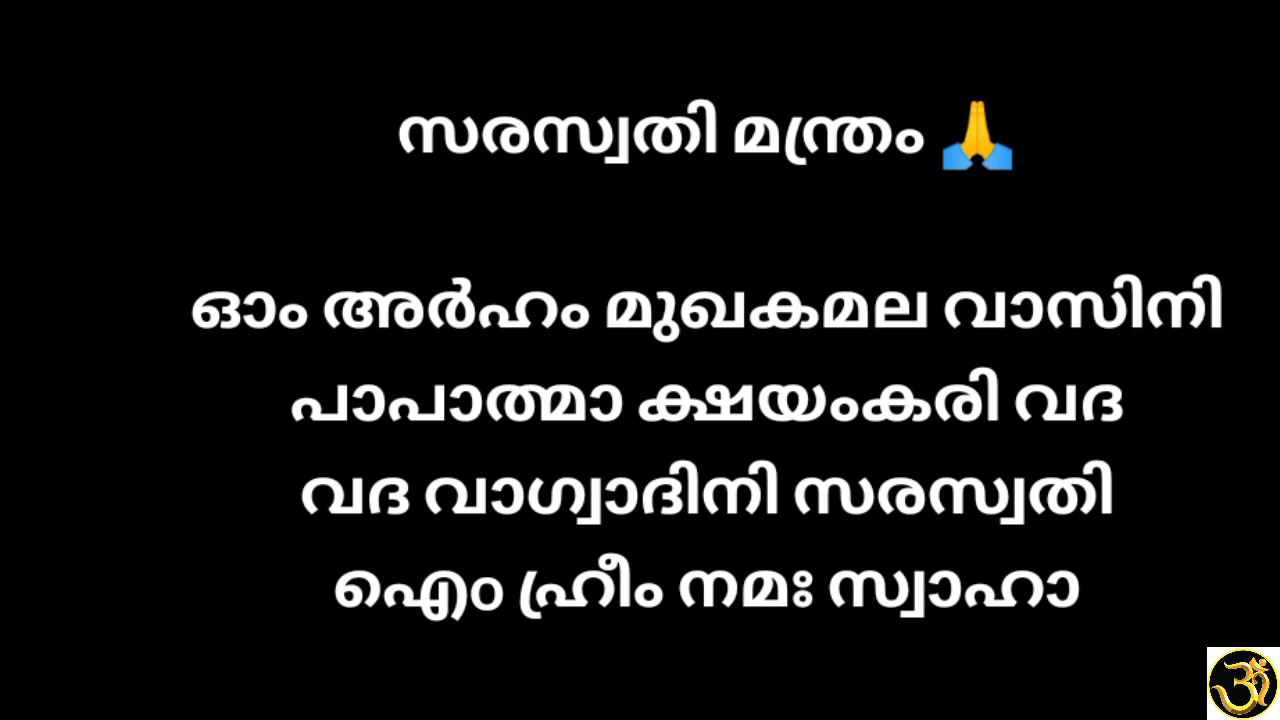 സരസ്വതി മന്ത്രം 🙏
ഓം അർഹം മുഖകമല വാസിനി
പാപാത്മാ ക്ഷയംകരി വദ
വദ വാഗ്വാദിനി സരസ്വതി
ഐം ഹ്രീം നമഃ സ്വാഹാ
ॐ